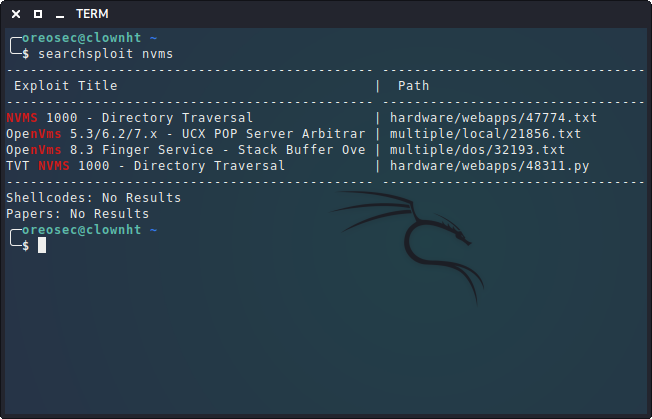 TERM
oreosec@clownht ~
$ searchsploit nvms
--------------------------------------------- ---------------------------------
Exploit Title | Path
--------------------------------------------- ---------------------------------
NVMS 1000 - Directory Traversal | hardware/webapps/47774.txt
OpenVms 5.3/6.2/7.x - UCX POP Server Arbitrar | multiple/local/21856.txt
OpenVms 8.3 Finger Service - Stack Buffer Ove | multiple/dos/32193.txt
TVT NVMS 1000 - Directory Traversal | hardware/webapps/48311.py
--------------------------------------------- ---------------------------------
Shellcodes: No Results
Papers: No Results
oreosec@clownht ~
$